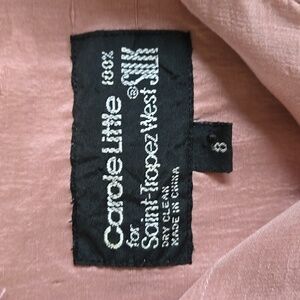 Carole Little
for
Saint-Tropez West
DRY CLEAN
MADE IN CHINA
100%
SILK®
8